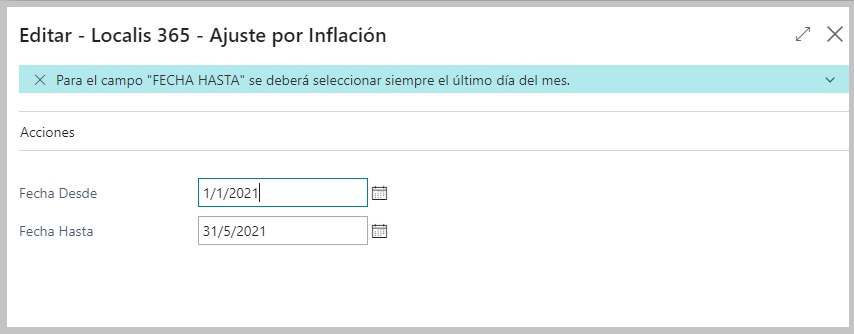 Editar - Localis 365 - Ajuste por Inflación
Para el campo "FECHA HASTA" se deberá seleccionar siempre el último día del mes.
Acciones
Fecha Desde 1/1/2021
Fecha Hasta 31/5/2021